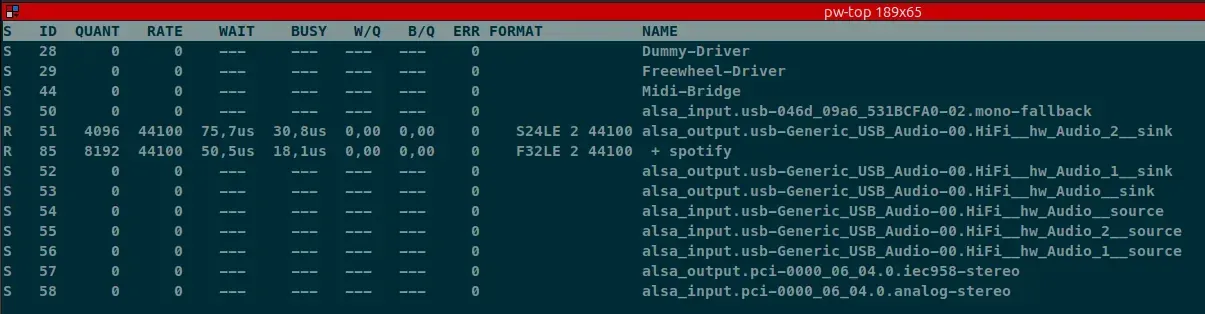 pw-top 189x65
S ID QUANT RATE WAIT BUSY W/Q B/Q ERR FORMAT NAME
S 28 0 0 --- --- --- --- 0 Dummy-Driver
S 29 0 0 --- --- --- --- 0 Freewheel-Driver
S 44 0 0 --- --- --- --- 0 Midi-Bridge
S 50 0 0 --- --- --- --- 0 alsa_input.usb-046d_09a6_531BCFA0-02.mono-fallback
R 51 4096 44100 75,7us 30,8us 0,00 0,00 0 S24LE 2 44100 alsa_output.usb-Generic_USB_Audio-00.HiFi__hw_Audio_2__sink
R 85 8192 44100 50,5us 18,1us 0,00 0,00 0 F32LE 2 44100 + spotify
S 52 0 0 --- --- --- --- 0 alsa_output.usb-Generic_USB_Audio-00.HiFi__hw_Audio_1__sink
S 53 0 0 --- --- --- --- 0 alsa_output.usb-Generic_USB_Audio-00.HiFi__hw_Audio__sink
S 54 0 0 --- --- --- --- 0 alsa_input.usb-Generic_USB_Audio-00.HiFi__hw_Audio__source
S 55 0 0 --- --- --- --- 0 alsa_input.usb-Generic_USB_Audio-00.HiFi__hw_Audio_2__source
S 56 0 0 --- --- --- --- 0 alsa_input.usb-Generic_USB_Audio-00.HiFi__hw_Audio_1__source
S 57 0 0 --- --- --- --- 0 alsa_output.pci-0000_06_04.0.iec958-stereo
S 58 0 0 --- --- --- --- 0 alsa_input.pci-0000_06_04.0.analog-stereo